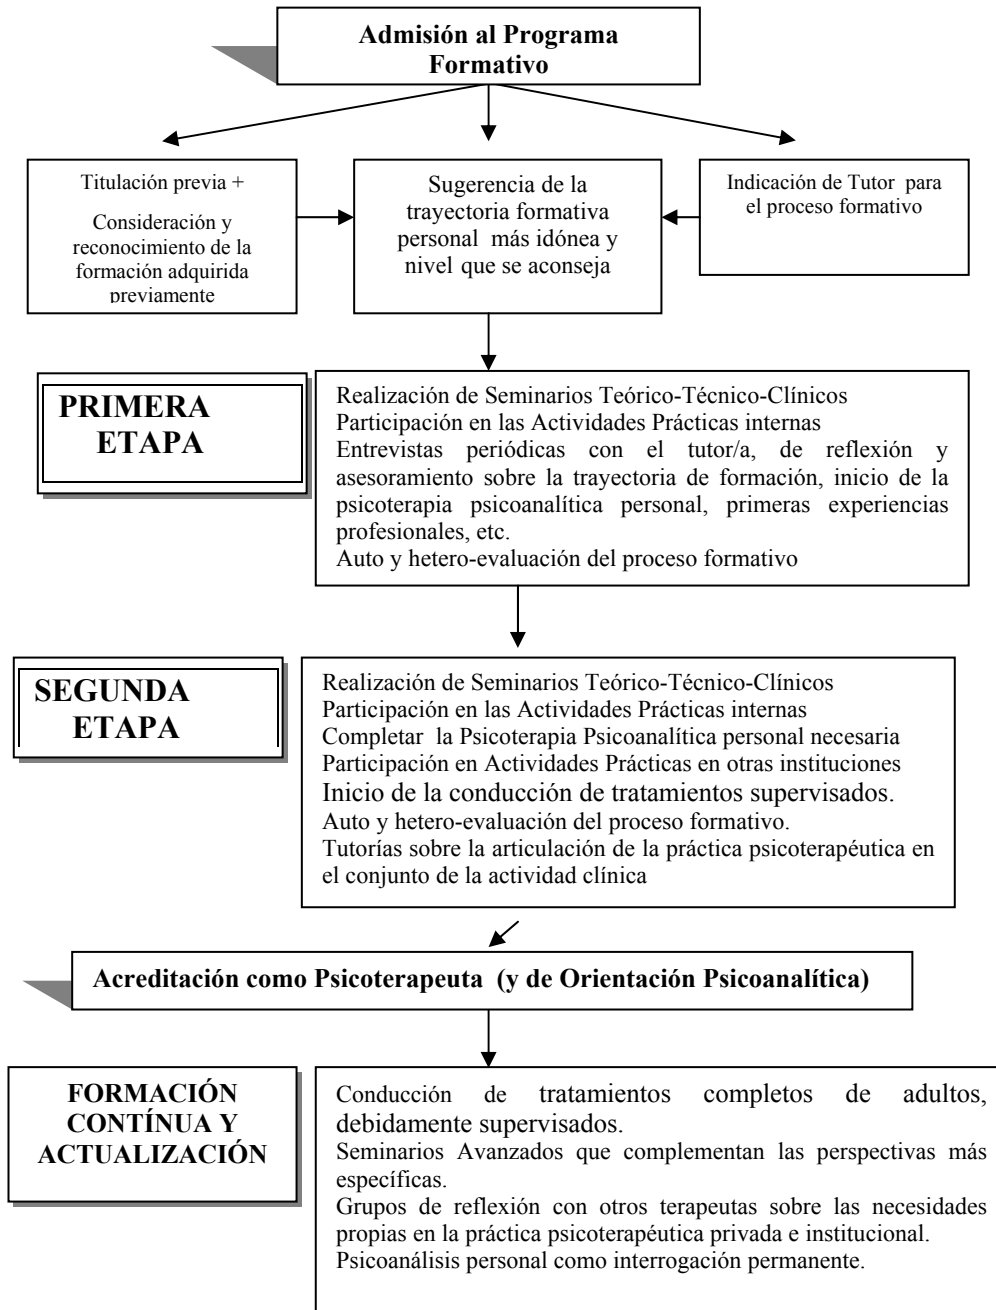 Admisión al Programa
Formativo
Titulación previa +
Consideración y
reconocimiento de la
formación adquirida
previamente
Sugerencia de la
trayectoria formativa
personal más idónea y
nivel que se aconseja
Indicación de Tutor para
el proceso formativo
PRIMERA
ETAPA
Realización de Seminarios Teórico-Técnico-Clínicos
Participación en las Actividades Prácticas internas
Entrevistas periódicas con el tutor/a, de reflexión y
asesoramiento sobre la trayectoria de formación, inicio de la
psicoterapia psicoanalítica personal, primeras experiencias
profesionales, etc.
Auto y hetero-evaluación del proceso formativo
SEGUNDA
ETAPA
Realización de Seminarios Teórico-Técnico-Clínicos
Participación en las Actividades Prácticas internas
Completar la Psicoterapia Psicoanalítica personal necesaria
Participación en Actividades Prácticas en otras instituciones
Inicio de la conducción de tratamientos supervisados.
Auto y hetero-evaluación del proceso formativo.
Tutorías sobre la articulación de la práctica psicoterapéutica en
el conjunto de la actividad clínica
Acreditación como Psicoterapeuta (y de Orientación Psicoanalítica)
FORMACIÓN
CONTÍNUA Y
ACTUALIZACIÓN
Conducción de tratamientos completos de adultos,
debidamente supervisados.
Seminarios Avanzados que complementan las perspectivas más
específicas.
Grupos de reflexión con otros terapeutas sobre las necesidades
propias en la práctica psicoterapéutica privada e institucional.
Psicoanálisis personal como interrogación permanente.